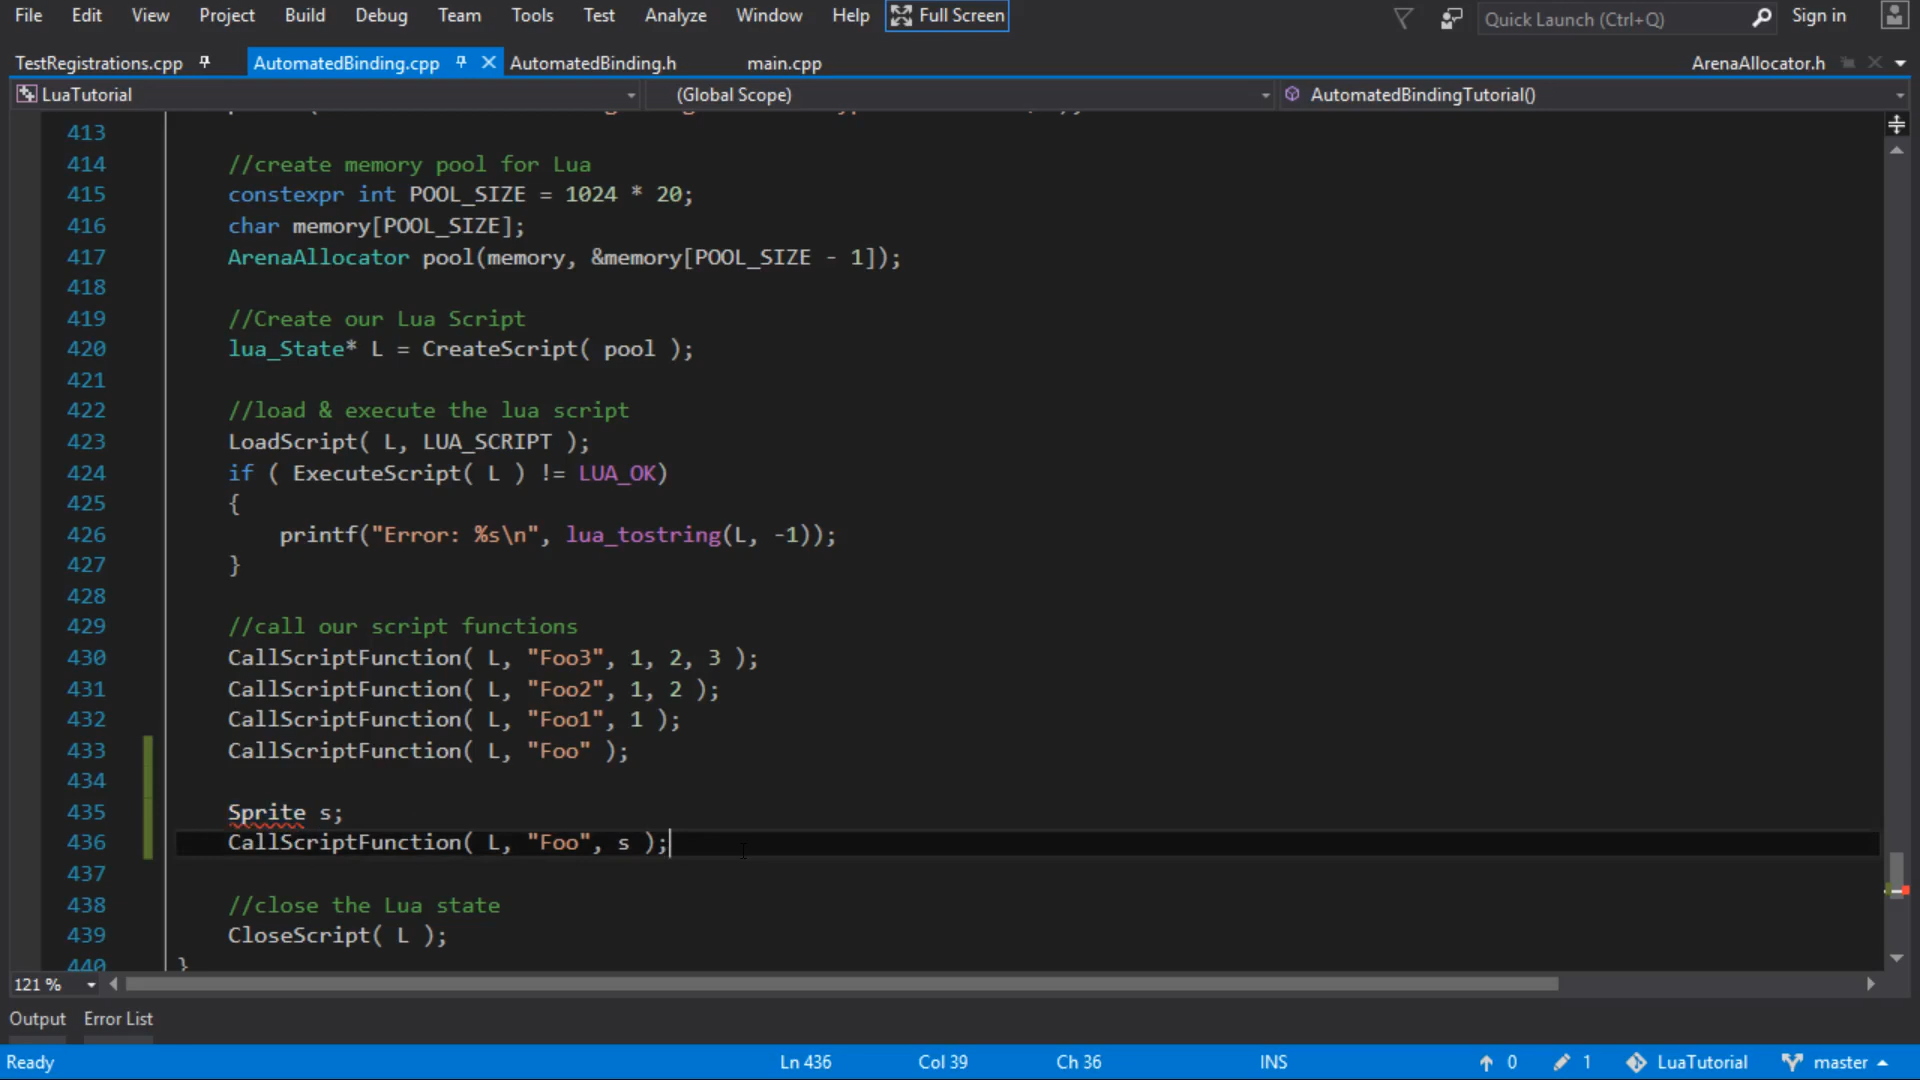 File Edit View Project Build Debug Team Tools Test Analyze Window Help Full Screen Quick Launch (Ctrl+Q) Sign in
TestRegistrations.cpp AutomatedBinding.cpp AutomatedBinding.h main.cpp ArenaAllocator.h
LuaTutorial (Global Scope) AutomatedBindingTutorial()
413
414 //create memory pool for Lua
415 constexpr int POOL_SIZE = 1024 * 20;
416 char memory[POOL_SIZE];
417 ArenaAllocator pool(memory, &memory[POOL_SIZE - 1]);
418
419 //Create our Lua Script
420 lua_State* L = CreateScript( pool );
421
422 //load & execute the lua script
423 LoadScript( L, LUA_SCRIPT );
424 if ( ExecuteScript( L ) != LUA_OK)
425 {
426 printf("Error: %s\n", lua_tostring(L, -1));
427 }
428
429 //call our script functions
430 CallScriptFunction( L, "Foo3", 1, 2, 3 );
431 CallScriptFunction( L, "Foo2", 1, 2 );
432 CallScriptFunction( L, "Foo1", 1 );
433 CallScriptFunction( L, "Foo" );
434
435 Sprite s;
436 CallScriptFunction( L, "Foo", s );
437
438 //close the Lua state
439 CloseScript( L );
440 }
121 %
Output Error List
Ready Ln 436 Col 39 Ch 36 INS 0 1 LuaTutorial master